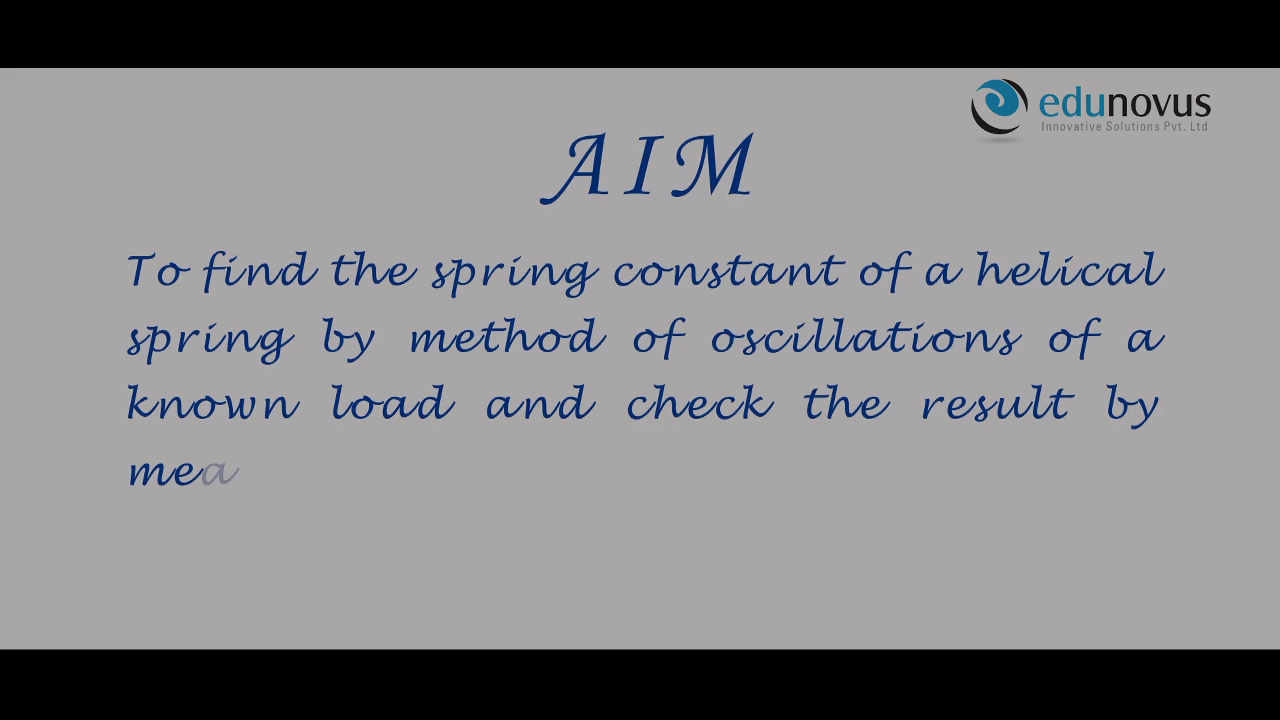 edunovus
Innovative Solutions Pvt. Ltd
AIM
To find the spring constant of a helical
spring by method of oscillations of a
known load and check the result by
mea